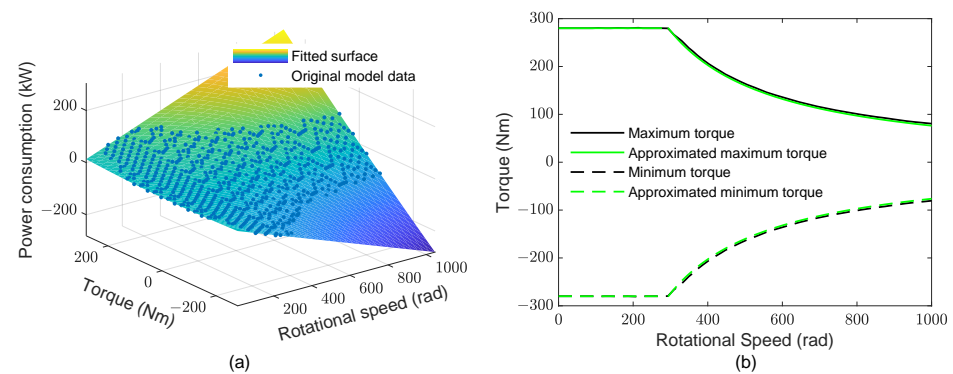 Fitted surface
Original model data
Power consumption (kW)
200
0
−200
200
0
−200
Torque (Nm)
200
400
600
800
1000
Rotational speed (rad)
(a)
300
200
100
0
−100
−200
−300
Torque (Nm)
Maximum torque
Approximated maximum torque
Minimum torque
Approximated minimum torque
0
200
400
600
800
1000
Rotational Speed (rad)
(b)